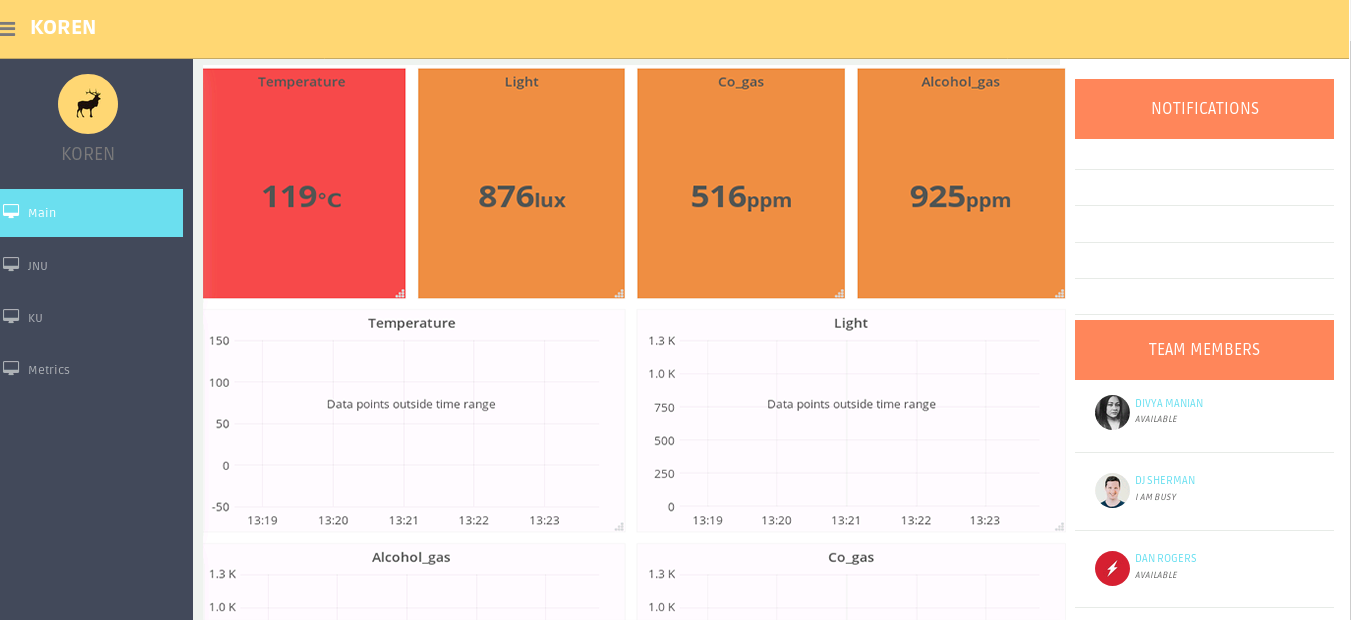 KOREN
KOREN
Main
JNU
KU
Metrics
Temperature
119°C
Light
876lux
Co_gas
516ppm
Alcohol_gas
925ppm
Temperature
150
100
50
0
-50
Data points outside time range
13:19 13:20 13:21 13:22 13:23
Light
1.3 K
1.0 K
750
500
250
0
Data points outside time range
13:19 13:20 13:21 13:22 13:23
Alcohol_gas
1.3 K
1.0 K
Co_gas
1.3 K
1.0 K
NOTIFICATIONS
TEAM MEMBERS
DIVYA MANIAN
AVAILABLE
DJ SHERMAN
I AM BUSY
DAN ROGERS
AVAILABLE